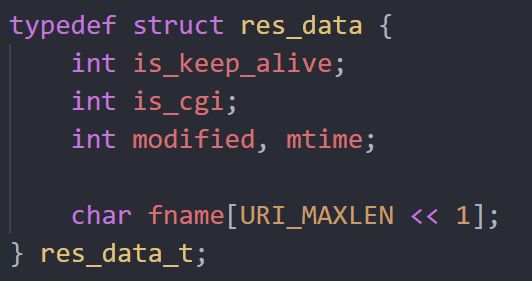 typedef struct res_data {
    int is_keep_alive;
    int is_cgi;
    int modified, mtime;

    char fname[URI_MAXLEN << 1];
} res_data_t;